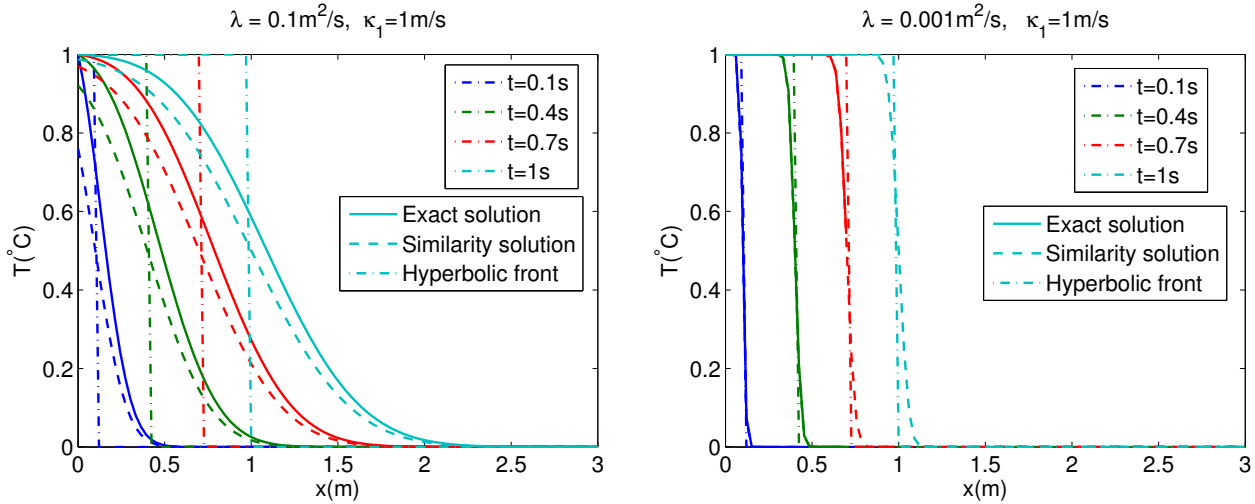 λ = 0.1m²/s, κ₁=1m/s
1
0.8
0.6
0.4
0.2
0
T(°C)
0 0.5 1 1.5 2 2.5 3
x(m)
t=0.1s
t=0.4s
t=0.7s
t=1s
Exact solution
Similarity solution
Hyperbolic front
λ = 0.001m²/s, κ₁=1m/s
1
0.8
0.6
0.4
0.2
0
T(°C)
0 0.5 1 1.5 2 2.5 3
x(m)
t=0.1s
t=0.4s
t=0.7s
t=1s
Exact solution
Similarity solution
Hyperbolic front